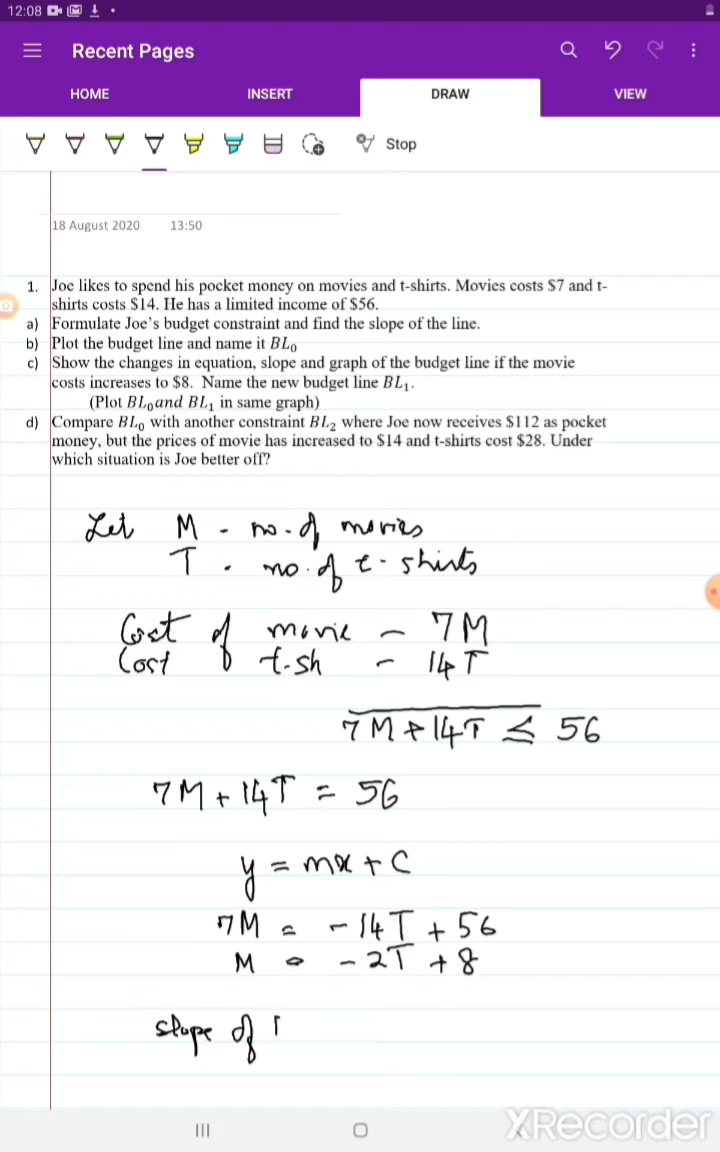 12:08
Recent Pages
HOME INSERT DRAW VIEW
Stop
18 August 2020 13:50
1. Joe likes to spend his pocket money on movies and t-shirts. Movies costs $7 and t-
shirts costs $14. He has a limited income of $56.
a) Formulate Joe's budget constraint and find the slope of the line.
b) Plot the budget line and name it BL₀
c) Show the changes in equation, slope and graph of the budget line if the movie
costs increases to $8. Name the new budget line BL₁.
(Plot BL₀and BL₁ in same graph)
d) Compare BL₀ with another constraint BL₂ where Joe now receives $112 as pocket
money, but the prices of movie has increased to $14 and t-shirts cost $28. Under
which situation is Joe better off?
Let M - no. of movies
T - no. of t-shirts
Cost of movie - 7M
Cost of t-sh - 14T
7M + 14T ≤ 56
7M + 14T = 56
y = mx + c
7M = -14T + 56
M = -2T + 8
slope of
XRecorder